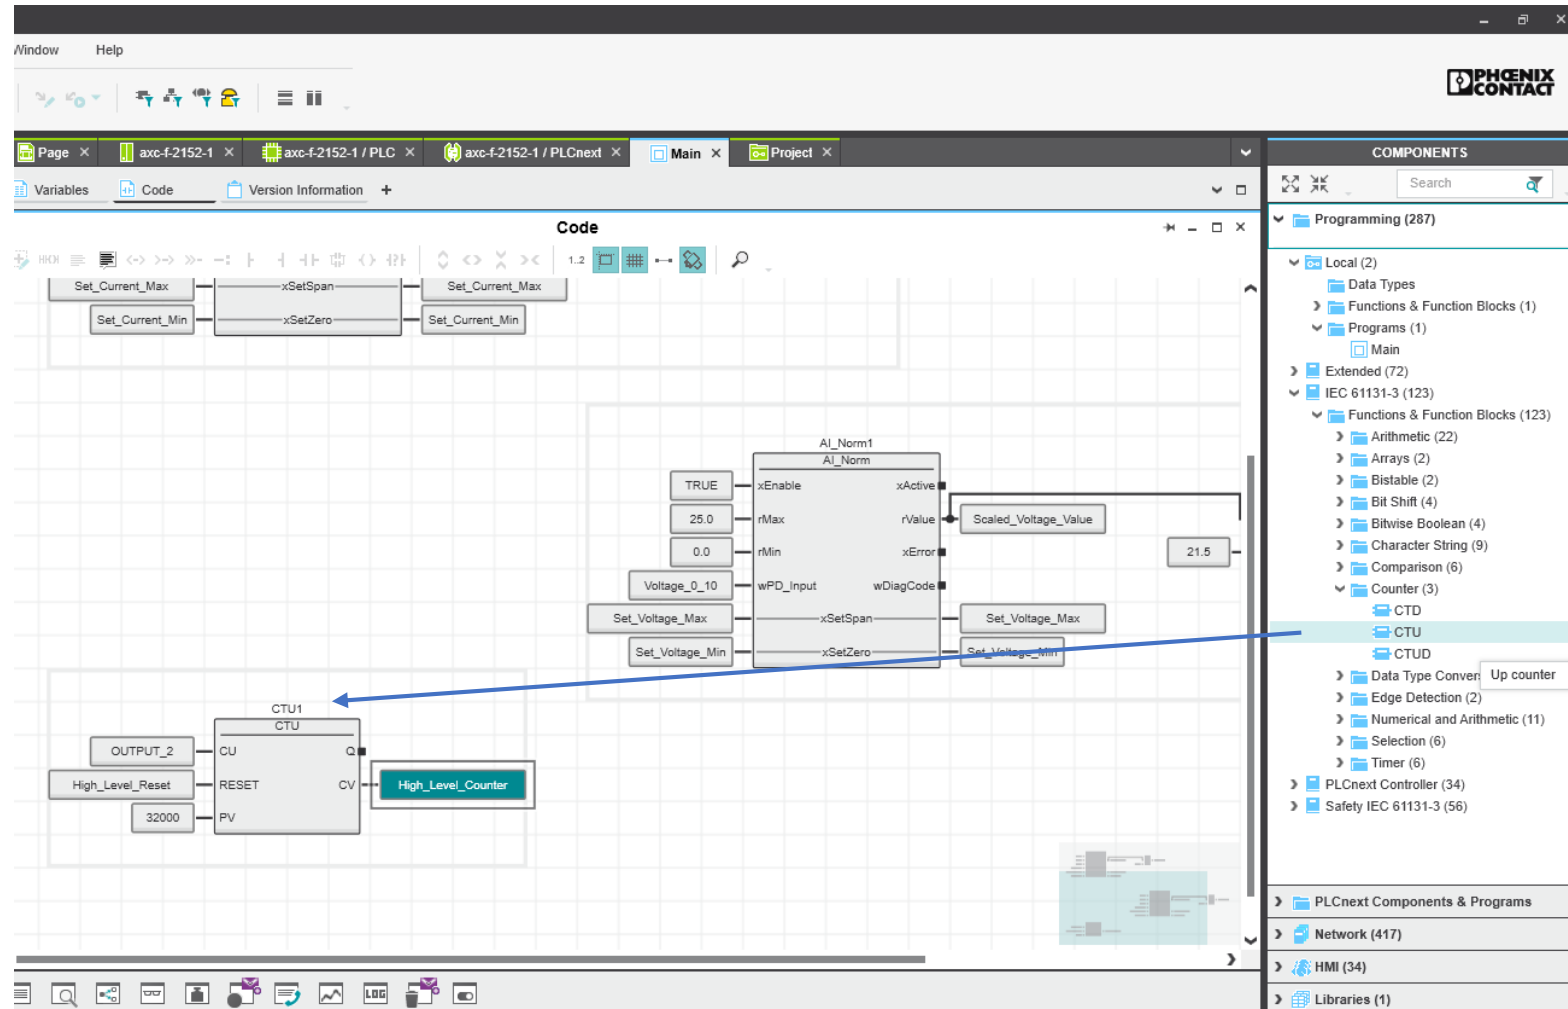 Window Help
PHŒNIX
CONTACT
Page axc-f-2152-1 axc-f-2152-1 / PLC axc-f-2152-1 / PLCnext Main Project
COMPONENTS
Variables Code Version Information +
Search
Code
Programming (287)
1..2
Local (2)
Data Types
Functions & Function Blocks (1)
Programs (1)
Main
Extended (72)
IEC 61131-3 (123)
Functions & Function Blocks (123)
Arithmetic (22)
Arrays (2)
Bistable (2)
Bit Shift (4)
Bitwise Boolean (4)
Character String (9)
Comparison (6)
Counter (3)
CTD
CTU
CTUD
Up counter
Data Type Conver
Edge Detection (2)
Numerical and Arithmetic (11)
Selection (6)
Timer (6)
PLCnext Controller (34)
Safety IEC 61131-3 (56)
PLCnext Components & Programs
Network (417)
HMI (34)
Libraries (1)
Set_Current_Max xSetSpan Set_Current_Max
Set_Current_Min xSetZero Set_Current_Min
AI_Norm1
AI_Norm
TRUE xEnable xActive
25.0 rMax rValue Scaled_Voltage_Value
0.0 rMin xError 21.5
Voltage_0_10 wPD_Input wDiagCode
Set_Voltage_Max xSetSpan Set_Voltage_Max
Set_Voltage_Min xSetZero Set_Voltage_Min
CTU1
CTU
OUTPUT_2 CU Q
High_Level_Reset RESET CV High_Level_Counter
32000 PV
LOG